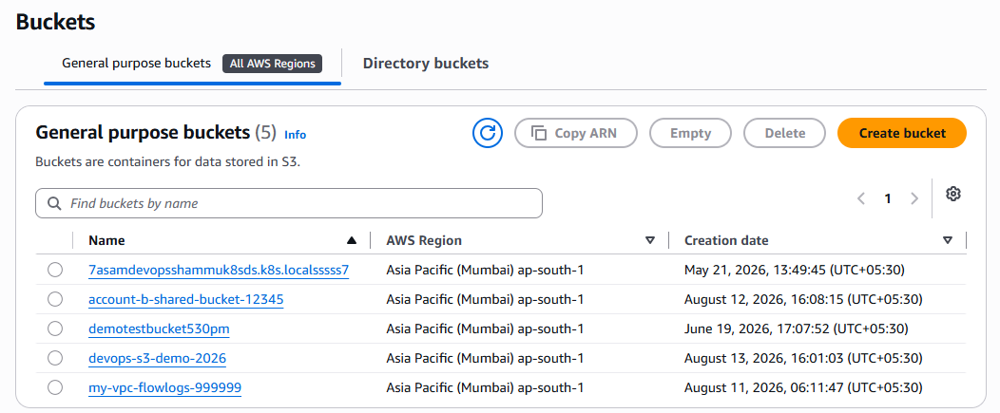 Buckets
General purpose buckets All AWS Regions Directory buckets
General purpose buckets (5) Info Copy ARN Empty Delete Create bucket
Buckets are containers for data stored in S3.
Find buckets by name 1
Name AWS Region Creation date
7asamdevopsshammuk8sds.k8s.localsssss7 Asia Pacific (Mumbai) ap-south-1 May 21, 2026, 13:49:45 (UTC+05:30)
account-b-shared-bucket-12345 Asia Pacific (Mumbai) ap-south-1 August 12, 2026, 16:08:15 (UTC+05:30)
demotestbucket530pm Asia Pacific (Mumbai) ap-south-1 June 19, 2026, 17:07:52 (UTC+05:30)
devops-s3-demo-2026 Asia Pacific (Mumbai) ap-south-1 August 13, 2026, 16:01:03 (UTC+05:30)
my-vpc-flowlogs-999999 Asia Pacific (Mumbai) ap-south-1 August 11, 2026, 06:11:47 (UTC+05:30)